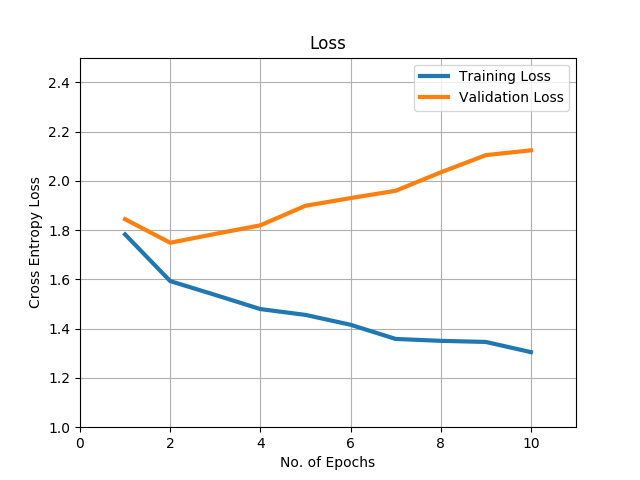 Loss
Training Loss
Validation Loss
Cross Entropy Loss
2.4
2.2
2.0
1.8
1.6
1.4
1.2
1.0
0 2 4 6 8 10
No. of Epochs